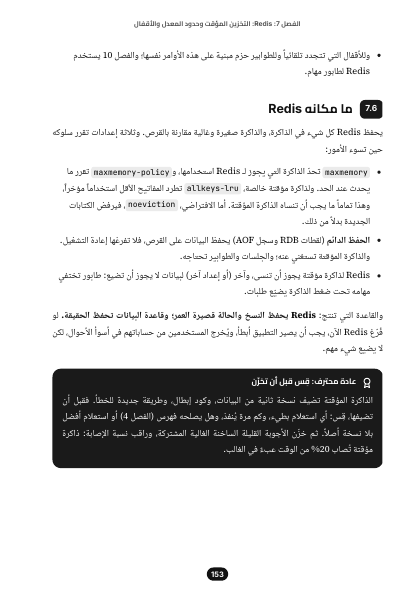 الفصل 7: Redis: التخزين المؤقت وحدود المعدل والأقفال
• وللأقفال التي تتجدد تلقائياً وللطوابير حزم مبنية على هذه الأوامر نفسها؛ والفصل 10 يستخدم
Redis لطابور مهام.
7.6 ما مكانه Redis
يحفظ Redis كل شيء في الذاكرة، والذاكرة صغيرة وغالية مقارنة بالقرص. وثلاثة إعدادات تقرر سلوكه
حين تسوء الأمور:
• maxmemory تحدّ الذاكرة التي يجوز لـ Redis استخدامها، وmaxmemory-policy تقرر ما
يحدث عند الحد. ولذاكرة مؤقتة خالصة، allkeys-lru تطرد المفاتيح الأقل استخداماً مؤخراً،
وهذا تماماً ما يجب أن تنساه الذاكرة المؤقتة. أما الافتراضي، noeviction، فيرفض الكتابات
الجديدة بدلاً من ذلك.
• الحفظ الدائم (لقطات RDB وسجل AOF) يحفظ البيانات على القرص، فلا تفرغها إعادة التشغيل.
والذاكرة المؤقتة تستغني عنه؛ والجلسات والطوابير تحتاجه.
• Redis لذاكرة مؤقتة يجوز أن تنسى، وآخر (أو إعداد آخر) لبيانات لا يجوز أن تضيع: طابور تختفي
مهامه تحت ضغط الذاكرة يضيّع طلبات.
والقاعدة التي تنتج: Redis يحفظ النسخ والحالة قصيرة العمر؛ وقاعدة البيانات تحفظ الحقيقة. لو
فُرّغ Redis الآن، يجب أن يصير التطبيق أبطأ، ويُخرج المستخدمين من حساباتهم في أسوأ الأحوال، لكن
لا يضيع شيء مهم.
عادة محترف: قِس قبل أن تخزّن
الذاكرة المؤقتة تضيف نسخة ثانية من البيانات، وكود إبطال، وطريقة جديدة للخطأ. فقبل أن
تضيفها، قِس: أي استعلام بطيء، وكم مرة يُنفذ، وهل يصلحه فهرس (الفصل 4) أو استعلام أفضل
بلا نسخة أصلاً. ثم خزّن الأجوبة القليلة الساخنة الغالية المشتركة، وراقب نسبة الإصابة: ذاكرة
مؤقتة تُصاب 20% من الوقت عبءٌ في الغالب.
153